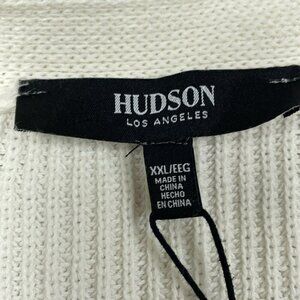 HUDSON
LOS ANGELES
XXL/EEG
MADE IN
CHINA
HECHO
EN CHINA